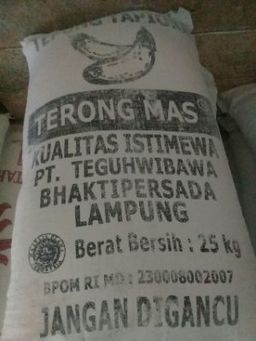 TERONG MAS®
KUALITAS ISTIMEWA
PT. TEGUHWIBAWA
BHAKTIPERSADA
LAMPUNG
Berat Bersih : 25 kg
BPOM RI MD : 230008002007
JANGAN DIGANCU